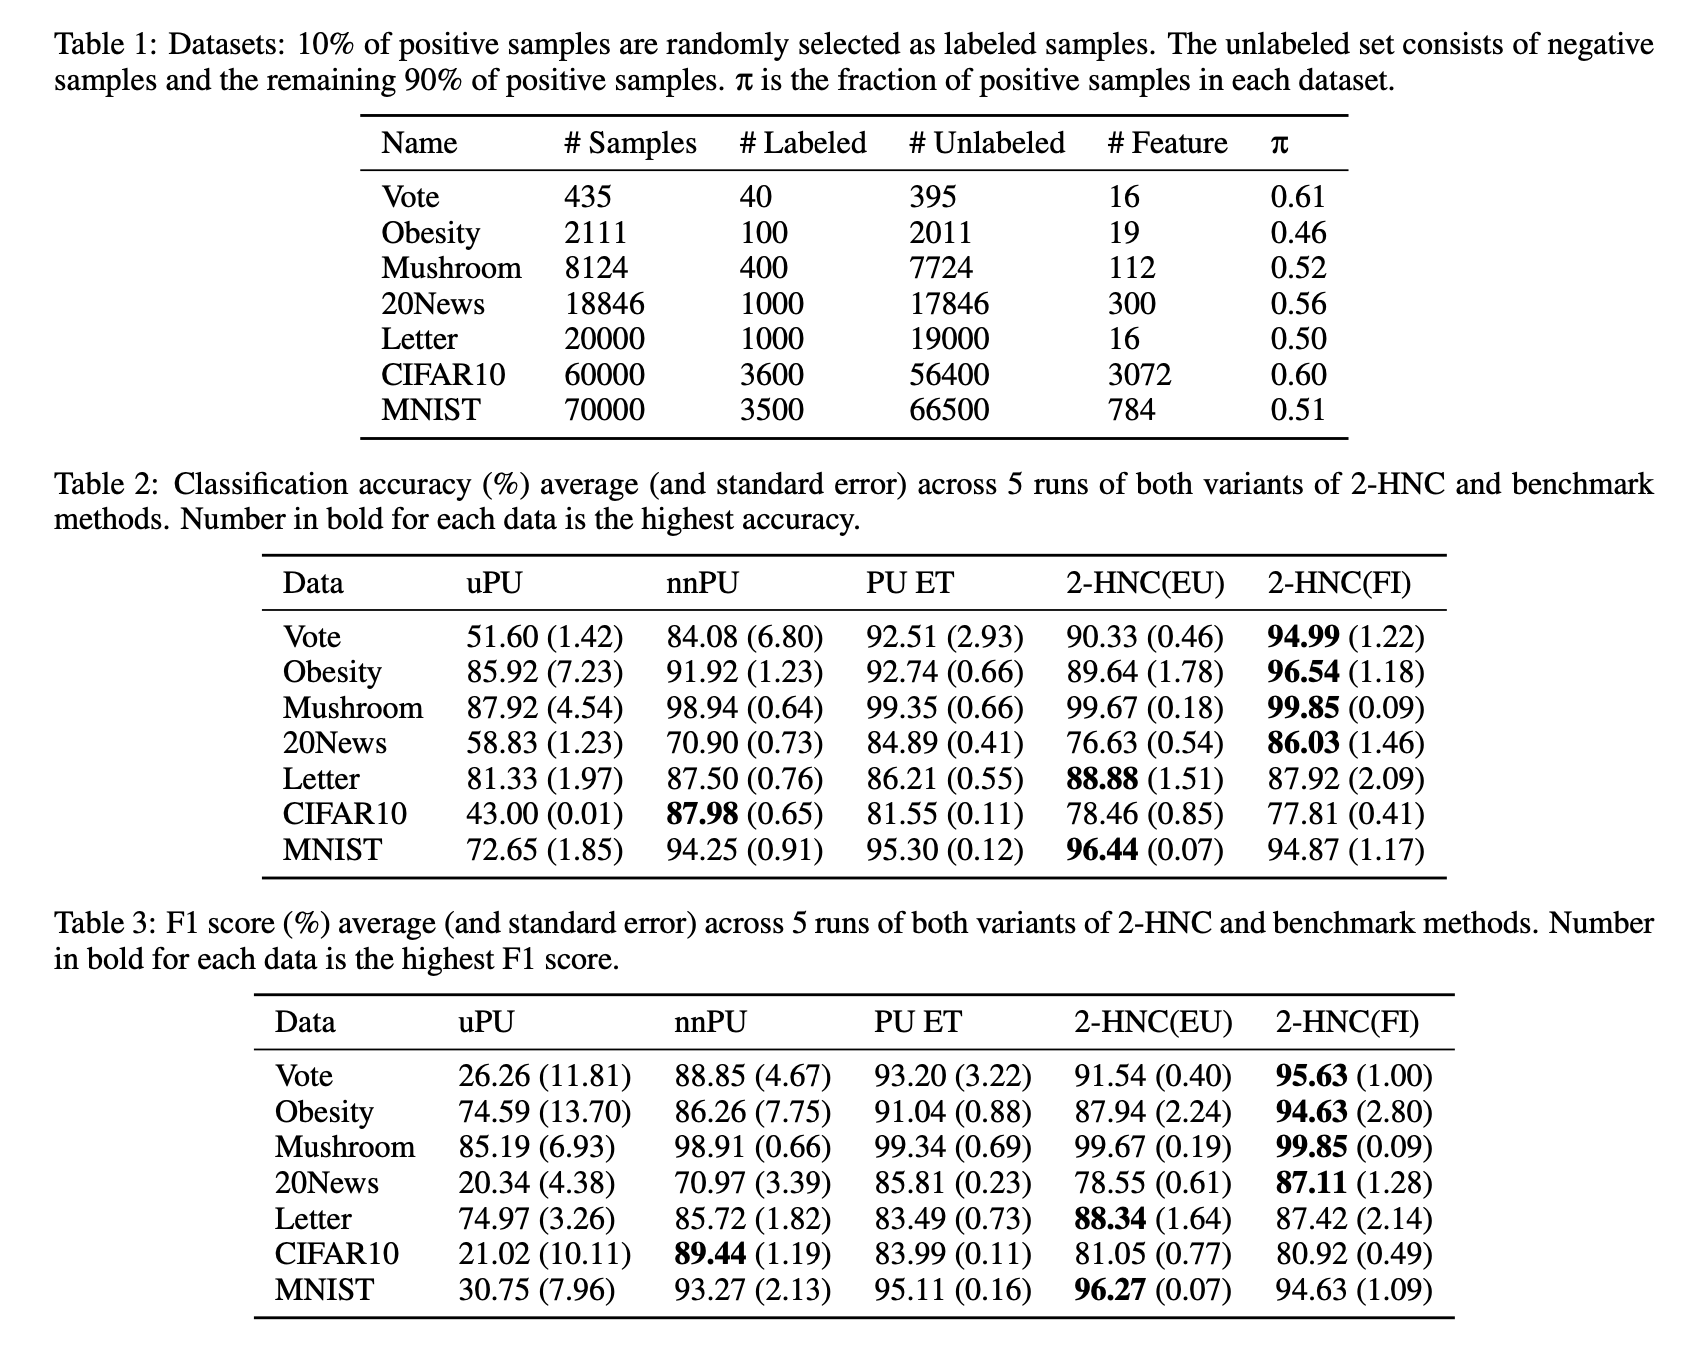 Table 1: Datasets: 10% of positive samples are randomly selected as labeled samples. The unlabeled set consists of negative
samples and the remaining 90% of positive samples. π is the fraction of positive samples in each dataset.
Name # Samples # Labeled # Unlabeled # Feature π
Vote 435 40 395 16 0.61
Obesity 2111 100 2011 19 0.46
Mushroom 8124 400 7724 112 0.52
20News 18846 1000 17846 300 0.56
Letter 20000 1000 19000 16 0.50
CIFAR10 60000 3600 56400 3072 0.60
MNIST 70000 3500 66500 784 0.51
Table 2: Classification accuracy (%) average (and standard error) across 5 runs of both variants of 2-HNC and benchmark
methods. Number in bold for each data is the highest accuracy.
Data uPU nnPU PU ET 2-HNC(EU) 2-HNC(FI)
Vote 51.60 (1.42) 84.08 (6.80) 92.51 (2.93) 90.33 (0.46) 94.99 (1.22)
Obesity 85.92 (7.23) 91.92 (1.23) 92.74 (0.66) 89.64 (1.78) 96.54 (1.18)
Mushroom 87.92 (4.54) 98.94 (0.64) 99.35 (0.66) 99.67 (0.18) 99.85 (0.09)
20News 58.83 (1.23) 70.90 (0.73) 84.89 (0.41) 76.63 (0.54) 86.03 (1.46)
Letter 81.33 (1.97) 87.50 (0.76) 86.21 (0.55) 88.88 (1.51) 87.92 (2.09)
CIFAR10 43.00 (0.01) 87.98 (0.65) 81.55 (0.11) 78.46 (0.85) 77.81 (0.41)
MNIST 72.65 (1.85) 94.25 (0.91) 95.30 (0.12) 96.44 (0.07) 94.87 (1.17)
Table 3: F1 score (%) average (and standard error) across 5 runs of both variants of 2-HNC and benchmark methods. Number
in bold for each data is the highest F1 score.
Data uPU nnPU PU ET 2-HNC(EU) 2-HNC(FI)
Vote 26.26 (11.81) 88.85 (4.67) 93.20 (3.22) 91.54 (0.40) 95.63 (1.00)
Obesity 74.59 (13.70) 86.26 (7.75) 91.04 (0.88) 87.94 (2.24) 94.63 (2.80)
Mushroom 85.19 (6.93) 98.91 (0.66) 99.34 (0.69) 99.67 (0.19) 99.85 (0.09)
20News 20.34 (4.38) 70.97 (3.39) 85.81 (0.23) 78.55 (0.61) 87.11 (1.28)
Letter 74.97 (3.26) 85.72 (1.82) 83.49 (0.73) 88.34 (1.64) 87.42 (2.14)
CIFAR10 21.02 (10.11) 89.44 (1.19) 83.99 (0.11) 81.05 (0.77) 80.92 (0.49)
MNIST 30.75 (7.96) 93.27 (2.13) 95.11 (0.16) 96.27 (0.07) 94.63 (1.09)